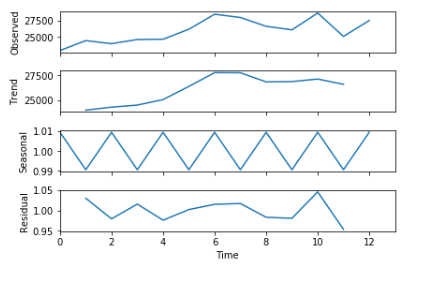 Observed
27500
25000
Trend
27500
25000
Seasonal
1.01
1.00
0.99
Residual
1.05
1.00
0.95
0 2 4 6 8 10 12
Time